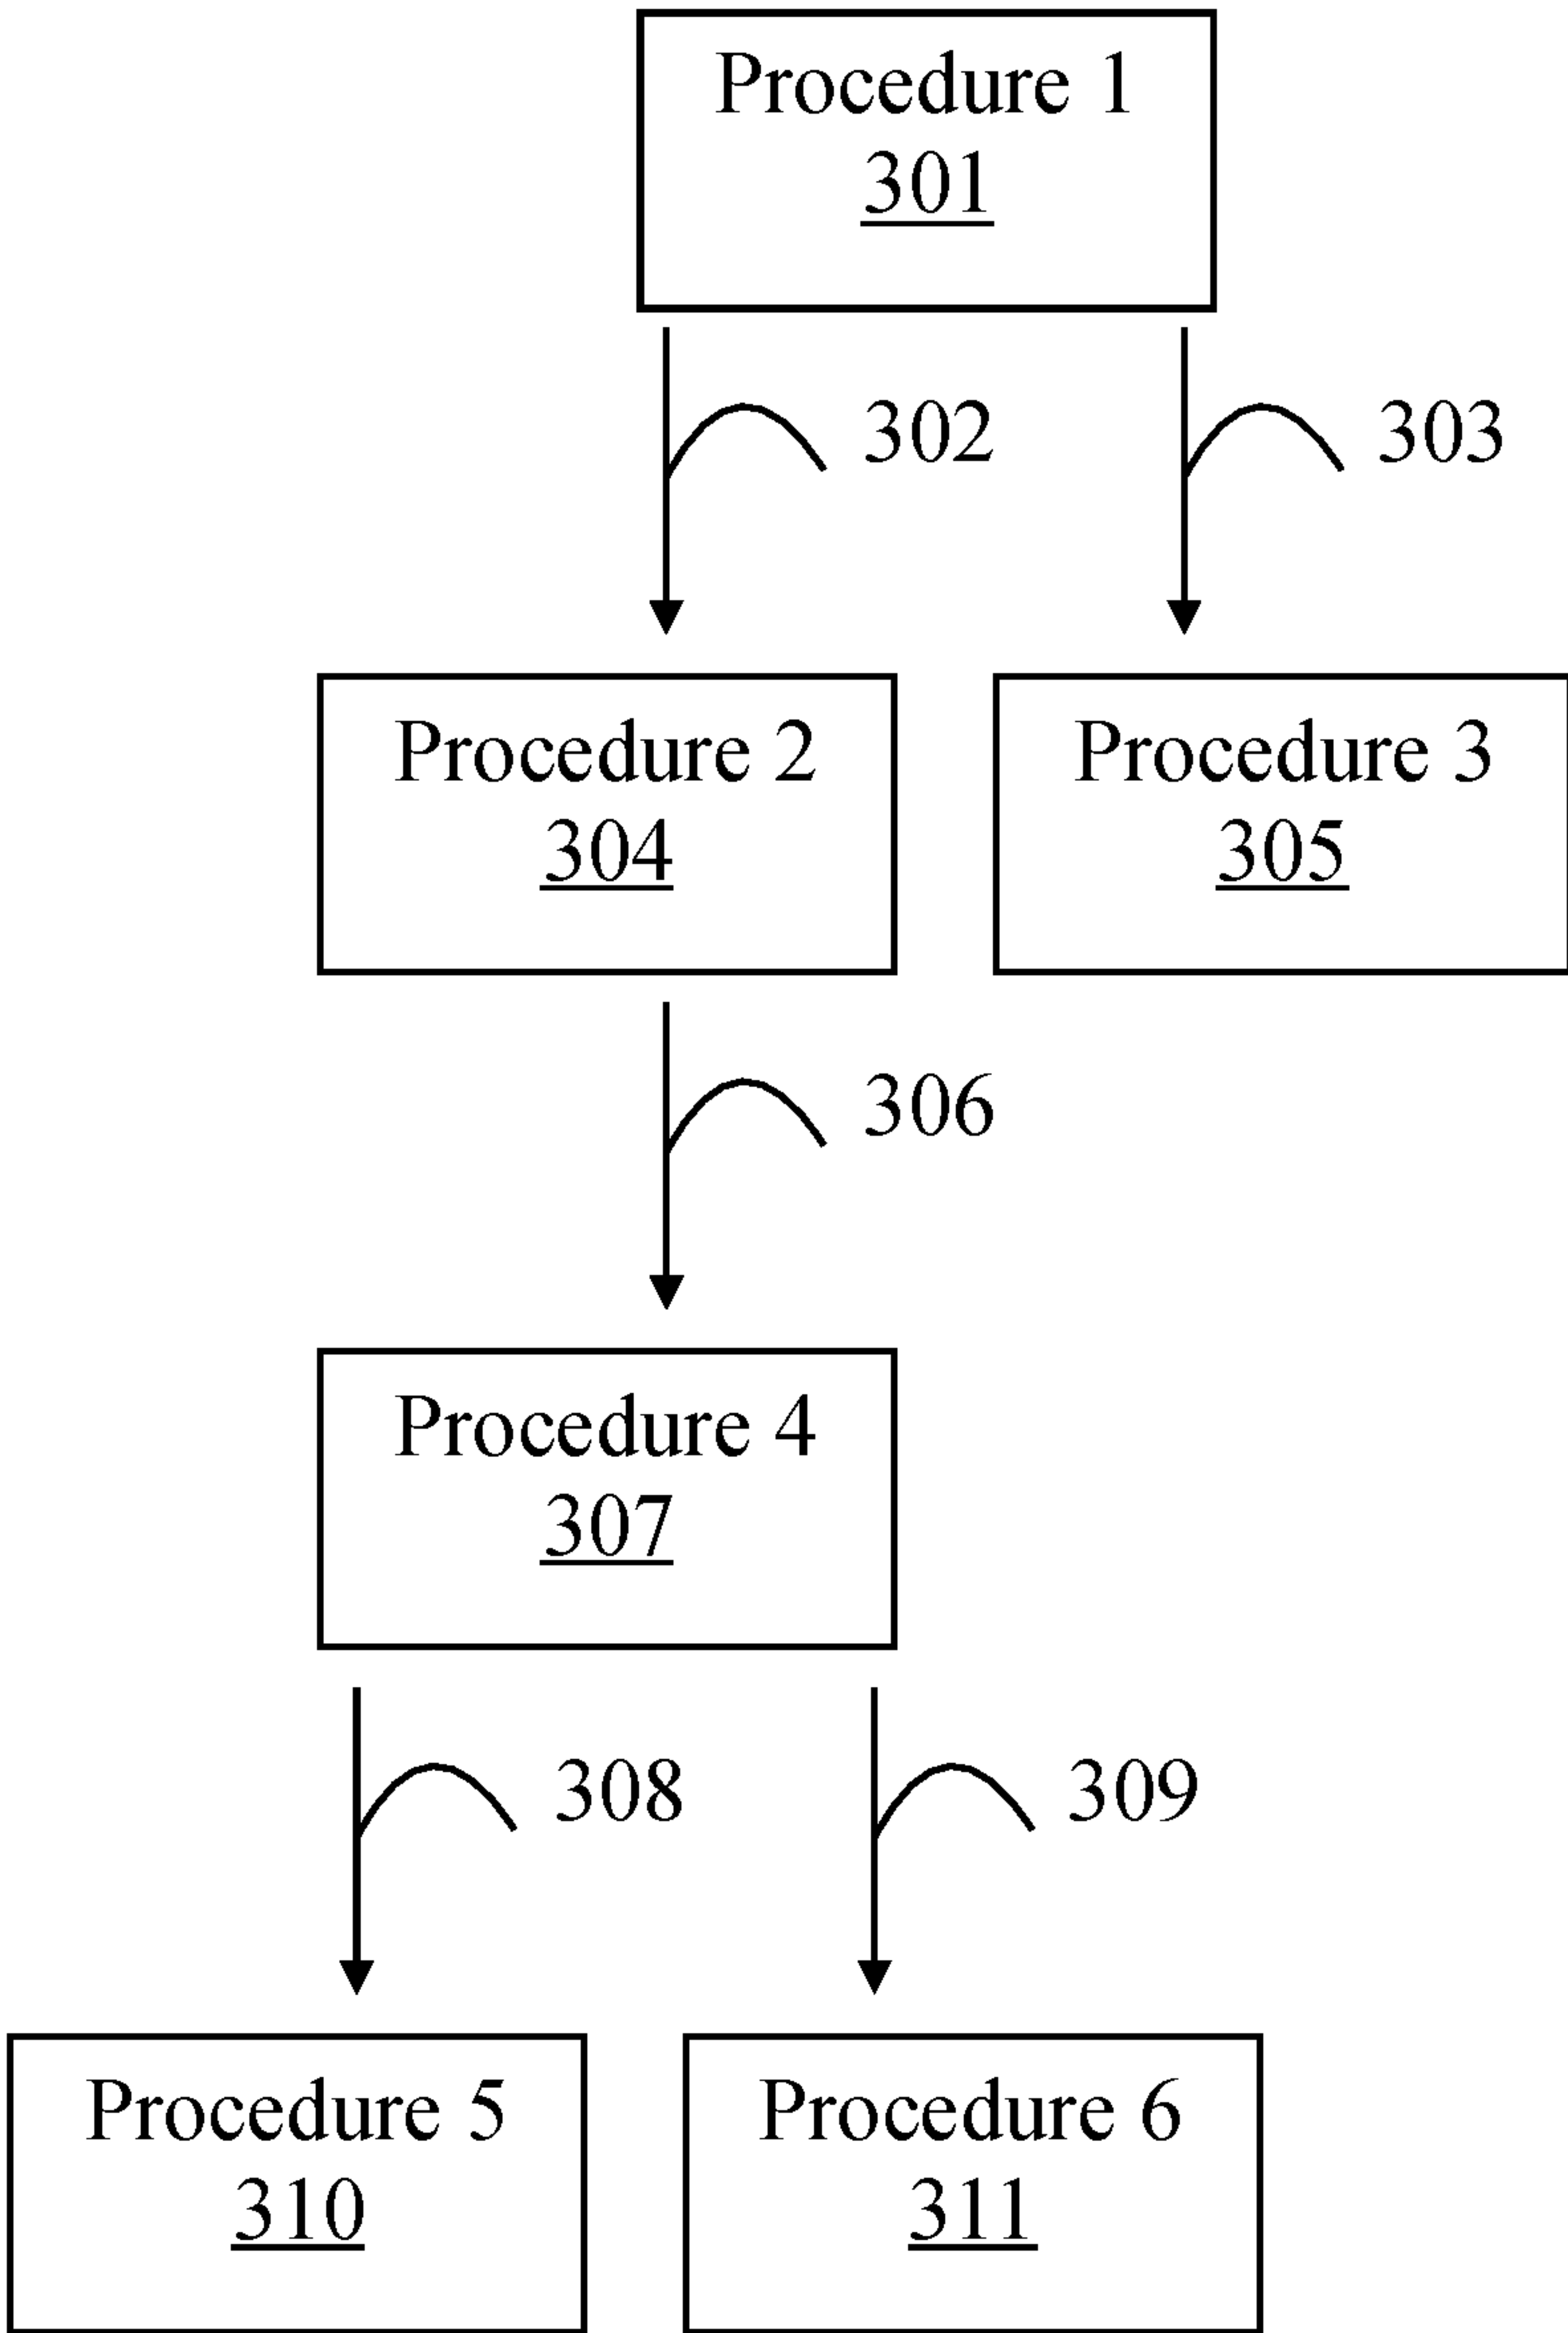 Procedure 1
301
302
303
Procedure 2
304
Procedure 3
305
306
Procedure 4
307
308
309
Procedure 5
310
Procedure 6
311